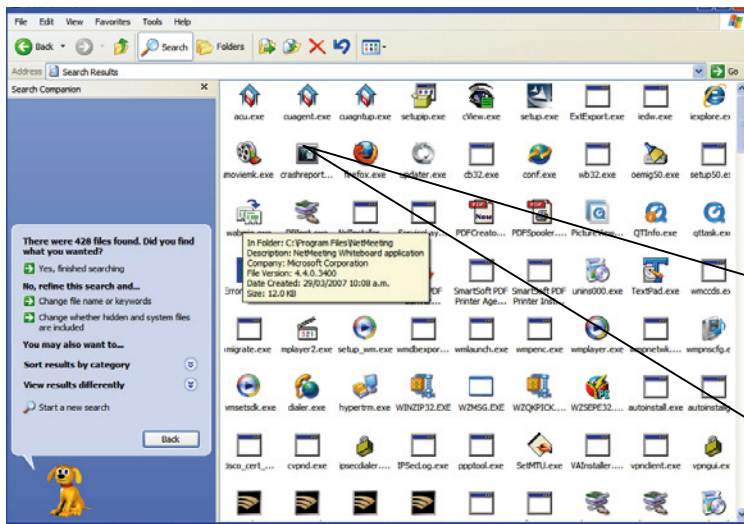 File Edit View Favorites Tools Help
Back Search Folders
Address Search Results Go
Search Companion
There were 428 files found. Did you find
what you wanted?
Yes, finished searching
No, refine this search and...
Change file name or keywords
Change whether hidden and system files
are included
You may also want to...
Sort results by category
View results differently
Start a new search
Back
acu.exe cuagent.exe cuagntup.exe setupip.exe cView.exe setup.exe ExtExport.exe iedw.exe iexplore.ex
moviemk.exe crashreport... firefox.exe updater.exe cb32.exe conf.exe wb32.exe oemig50.exe setup50.ex
PDFCreato... PDFSpooler.... PictureView... QTInfo.exe qttask.ex
In Folder: C:\Program Files\NetMeeting
Description: NetMeeting Whiteboard application
Company: Microsoft Corporation
File Version: 4.4.0.3400
Date Created: 29/03/2007 10:08 a.m.
Size: 12.0 KB
SmartSoft PDF SmartSoft PDF unins000.exe TextPad.exe wmccds.ex
Printer Age... Printer Inst...
migrate.exe mplayer2.exe setup_wm.exe wmdbexpor... wmlaunch.exe wmpenc.exe wmplayer.exe wmpnetwk.... wmpnscfg.e
wmsetsdk.exe dialer.exe hypertrm.exe WINZIP32.EXE WZMSG.EXE WZQKPICK.... WZSEPE32.... autoinstall.exe
cvpnd.exe ipsecdialer.... IPSecLog.exe ppptool.exe SetMTU.exe VAInstaller.... vpnclient.exe vpngui.ex